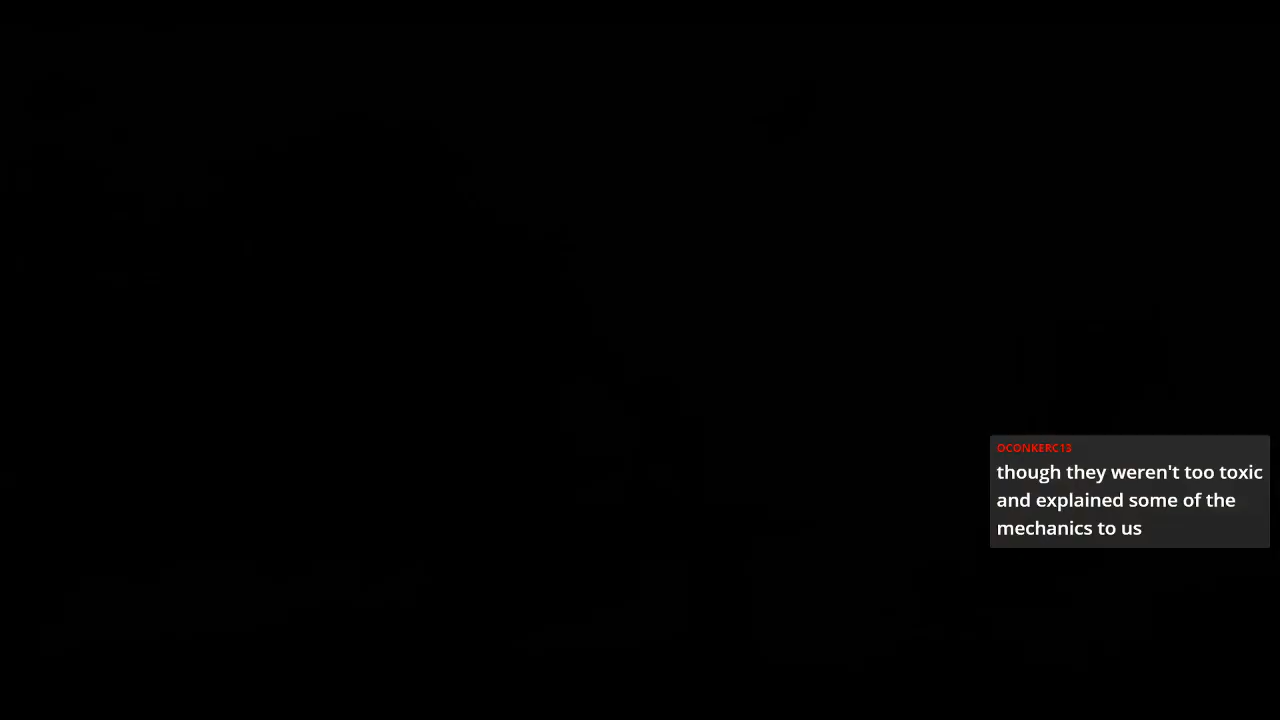 OCONKERC13
though they weren't too toxic
and explained some of the
mechanics to us